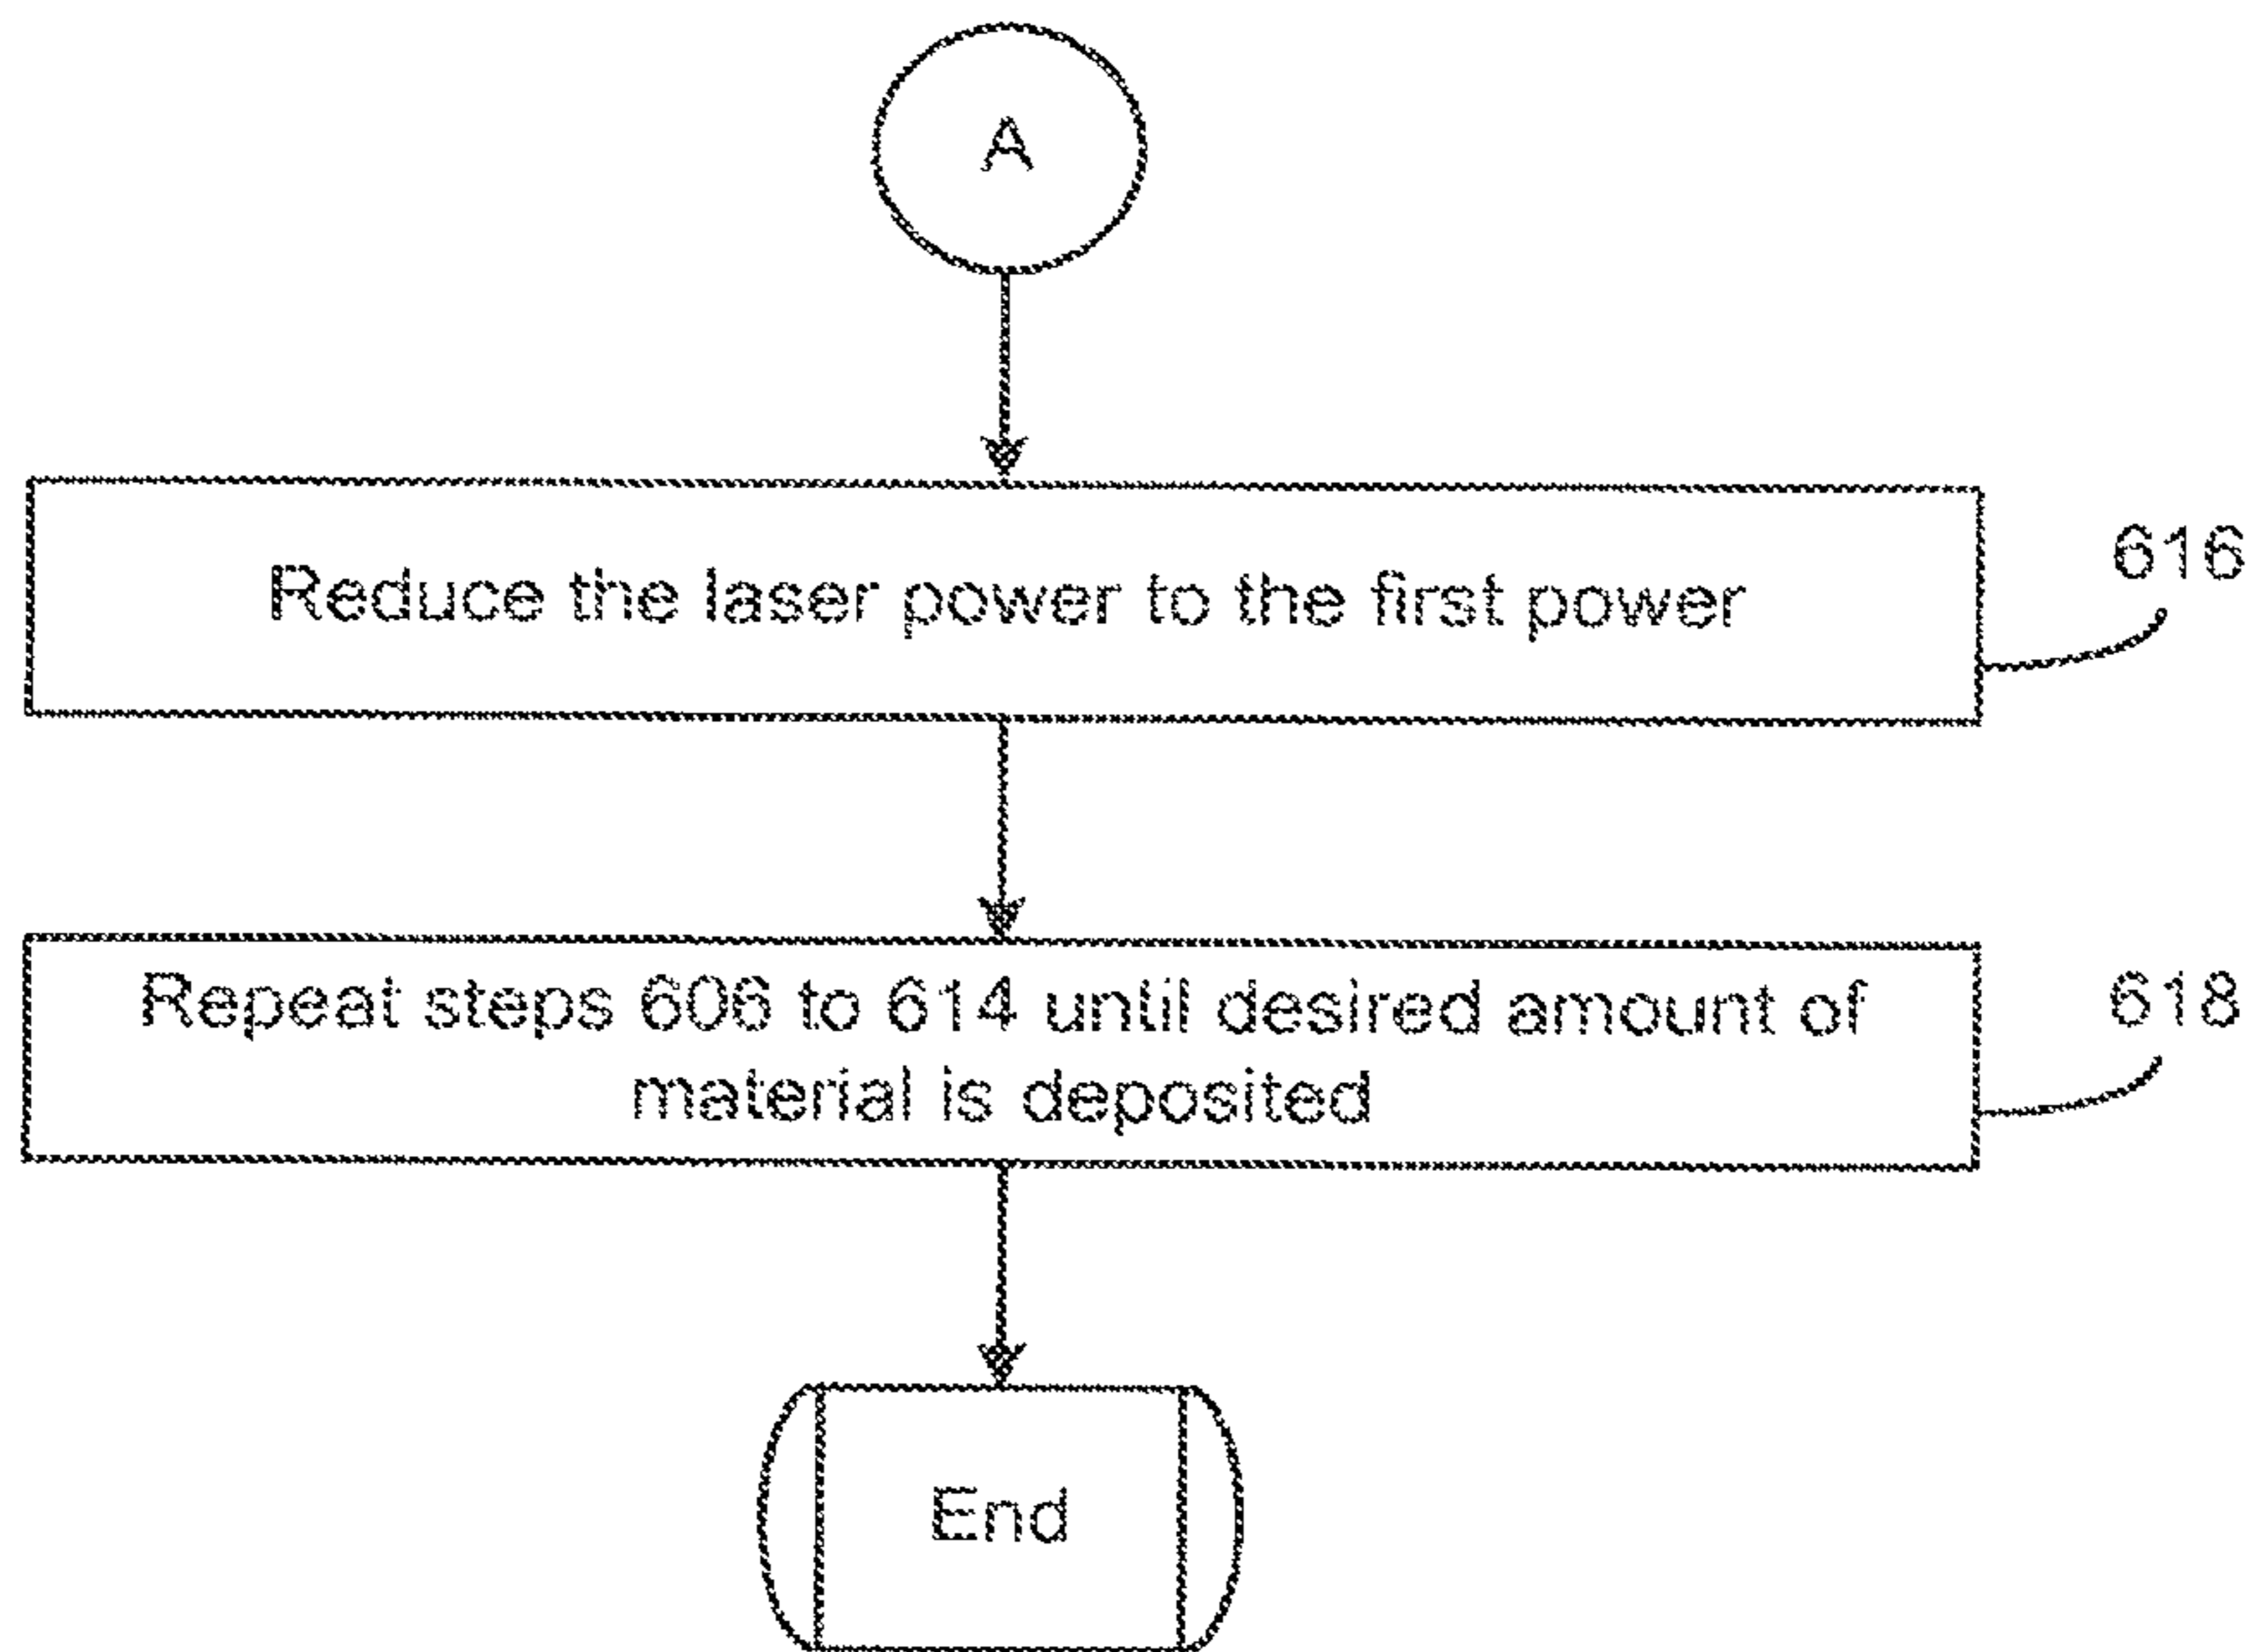 A
Reduce the laser power to the first power
616
Repeat steps 606 to 614 until desired amount of
material is deposited
618
End